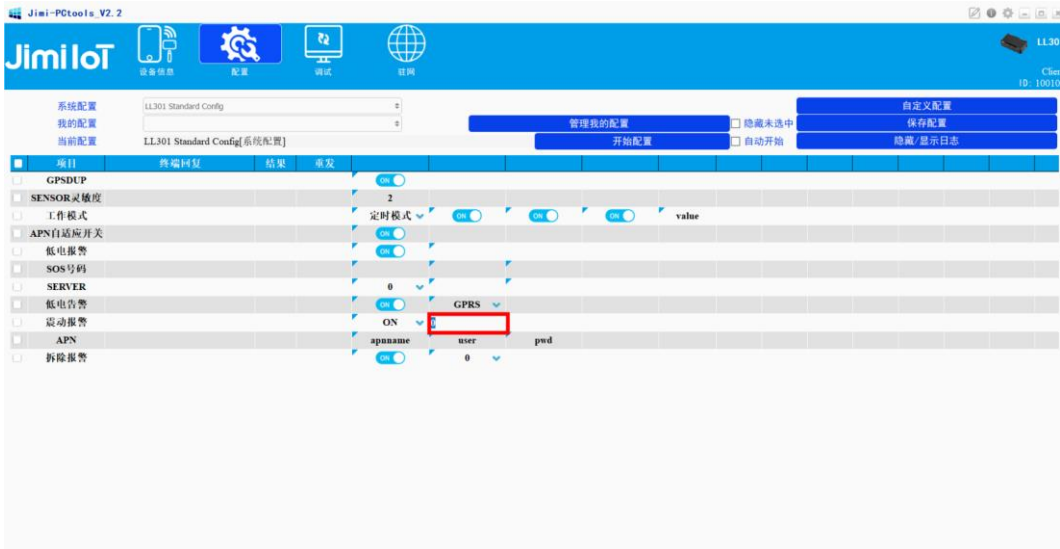 Jimi-PCtools_V2.2
JimiIoT
设备信息 配置 调试 驻网
LL30
Clien
ID: 10010
系统配置 LL301 Standard Config 自定义配置
我的配置 管理我的配置 隐藏未选中 保存配置
当前配置 LL301 Standard Config[系统配置] 开始配置 自动开始 隐藏/显示日志
项目 终端回复 结果 重发
GPSDUP ON
SENSOR灵敏度 2
工作模式 定时模式 ON ON ON value
APN自适应开关 ON
低电报警 ON
SOS号码
SERVER 0
低电告警 ON GPRS
震动报警 ON 0
APN apnname user pwd
拆除报警 ON 0